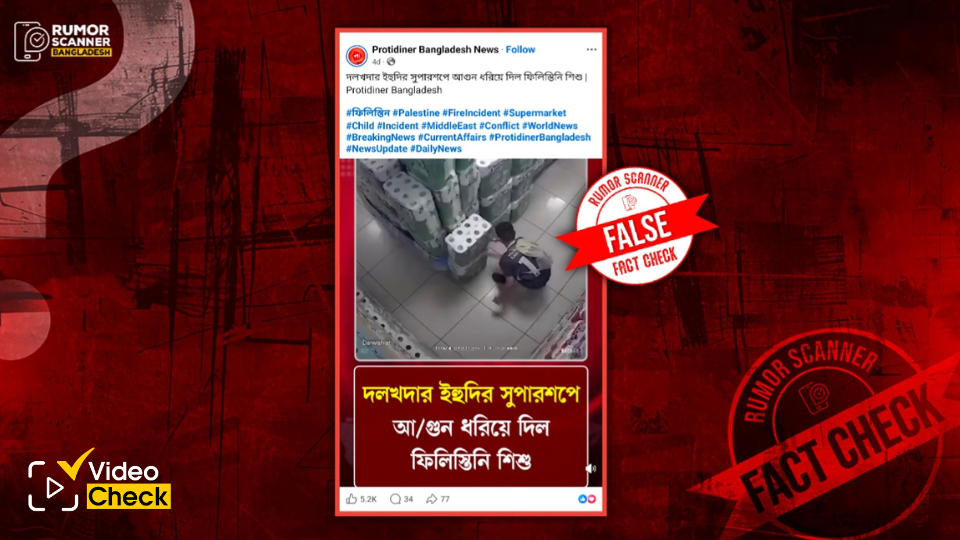 RUMOR
SCANNER
BANGLADESH
Protidiner Bangladesh News · Follow
4d ·
দলখদার ইহুদির সুপারশপে আগুন ধরিয়ে দিল ফিলিস্তিনি শিশু |
Protidiner Bangladesh
#ফিলিস্তিন #Palestine #FireIncident #Supermarket
#Child #Incident #MiddleEast #Conflict #WorldNews
#BreakingNews #CurrentAffairs #ProtidinerBangladesh
#NewsUpdate #DailyNews
RUMOR SCANNER
FALSE
FACT CHECK
দলখদার ইহুদির সুপারশপে
আ/গুন ধরিয়ে দিল
ফিলিস্তিনি শিশু
5.2K 34 77
Video
Check
RUMOR SCANNER
FACT CHECK